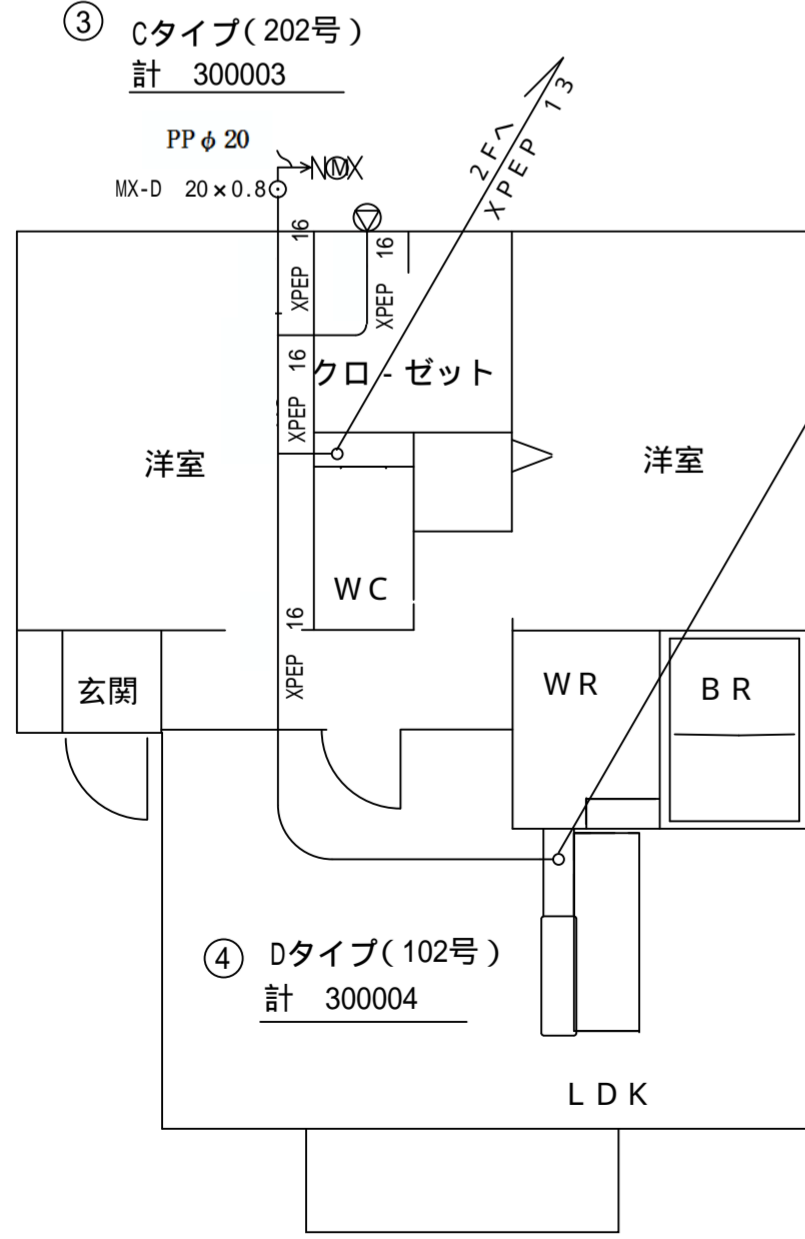 ③ Cタイプ(202号)
計 300003
PPφ20
MX-D 20×0.8
2Fへ
XPEP 13
XPEP 16
XPEP 16
XPEP 16
クロ-ゼット
洋室
洋室
WC
XPEP 16
玄関
WR
BR
④ Dタイプ(102号)
計 300004
LDK